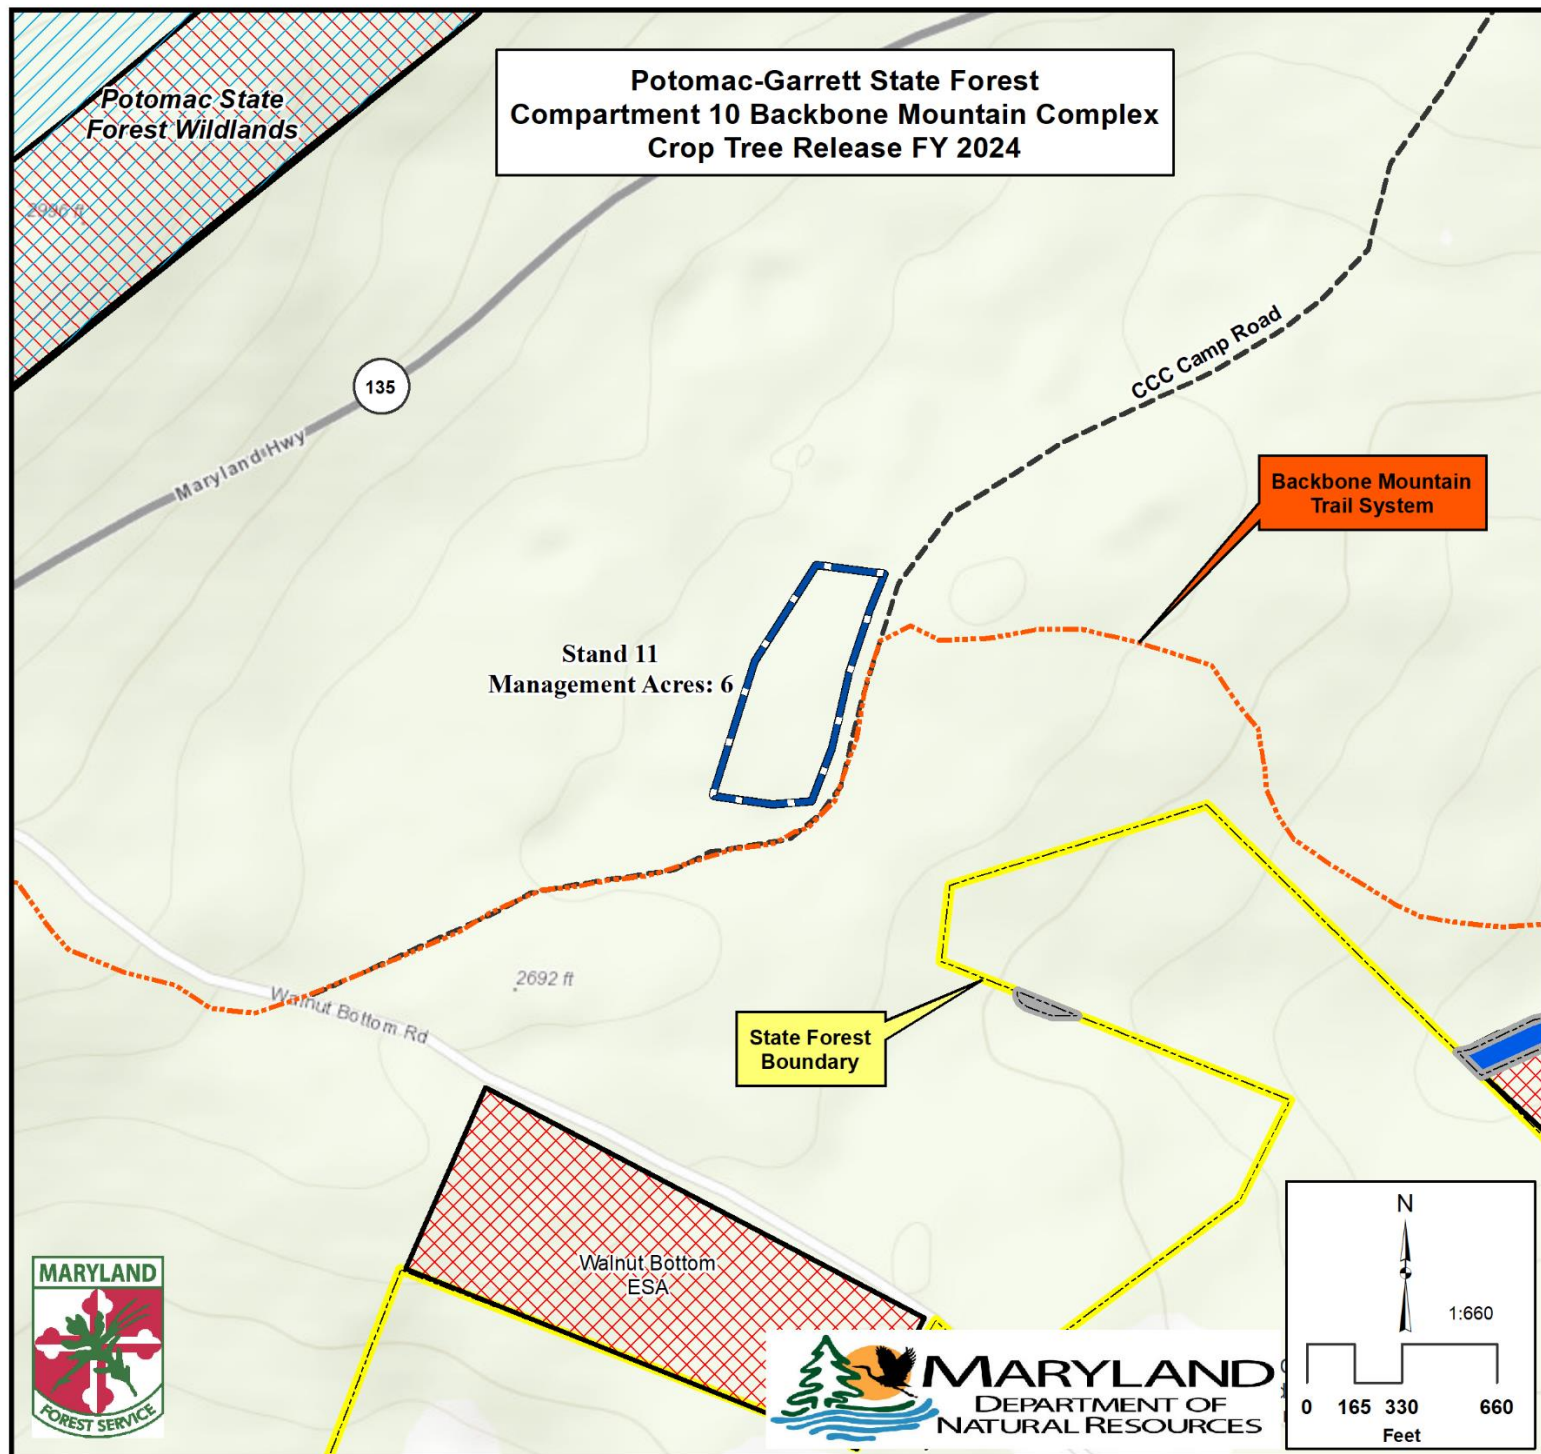 Potomac-Garrett State Forest
Compartment 10 Backbone Mountain Complex
Crop Tree Release FY 2024
Potomac State
Forest Wildlands
2996 ft
135
Maryland Hwy
CCC Camp Road
Backbone Mountain
Trail System
Stand 11
Management Acres: 6
2692 ft
Walnut Bottom Rd
State Forest
Boundary
Walnut Bottom
ESA
MARYLAND
FOREST SERVICE
MARYLAND
DEPARTMENT OF
NATURAL RESOURCES
N
1:660
0 165 330 660
Feet